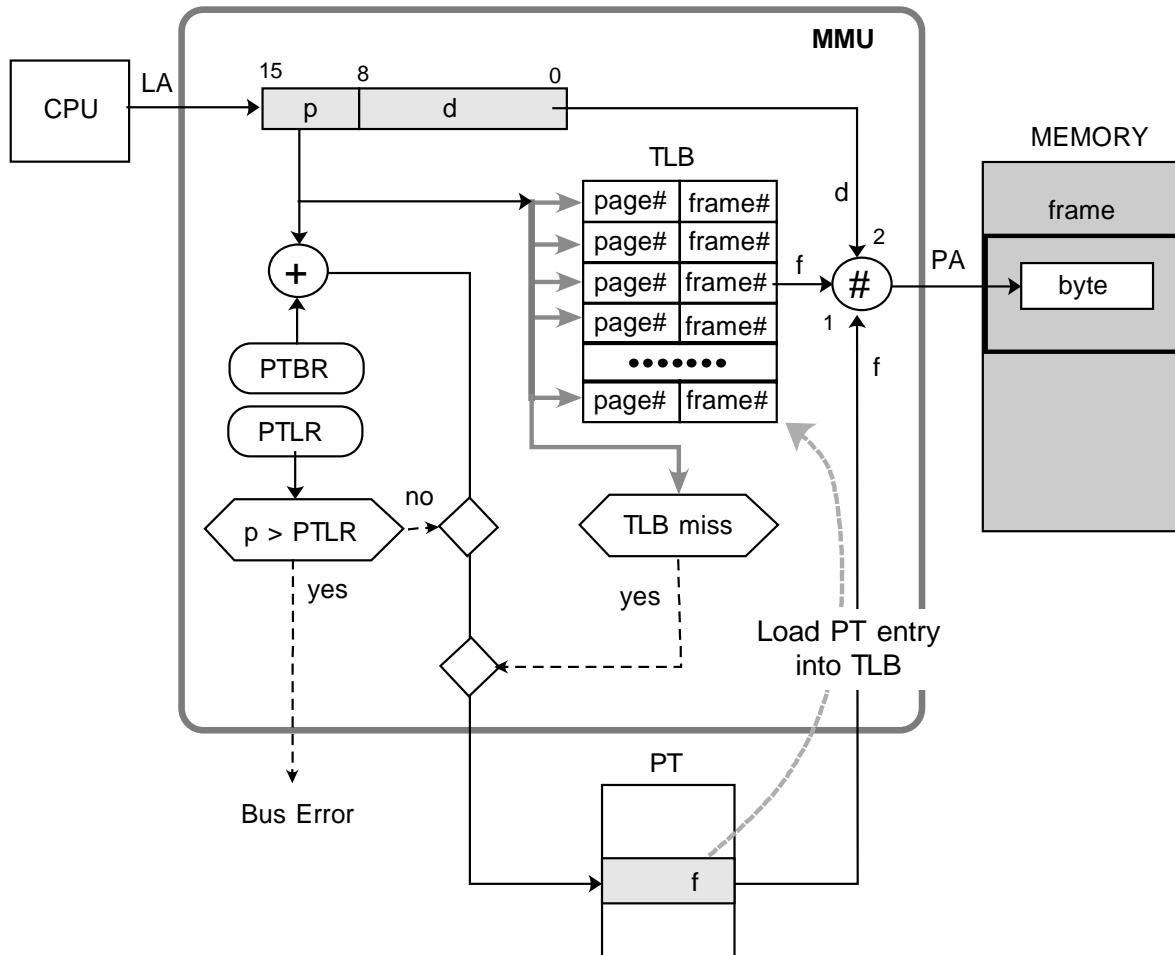 MMU
15
8
0
LA
CPU
p
d
TLB
MEMORY
page#
frame#
d
frame
page#
frame#
2
+
f
PA
page#
frame#
#
byte
page#
frame#
1
PTBR
•••••••
f
page#
frame#
PTLR
no
p > PTLR
TLB miss
yes
yes
Load PT entry
into TLB
PT
Bus Error
f